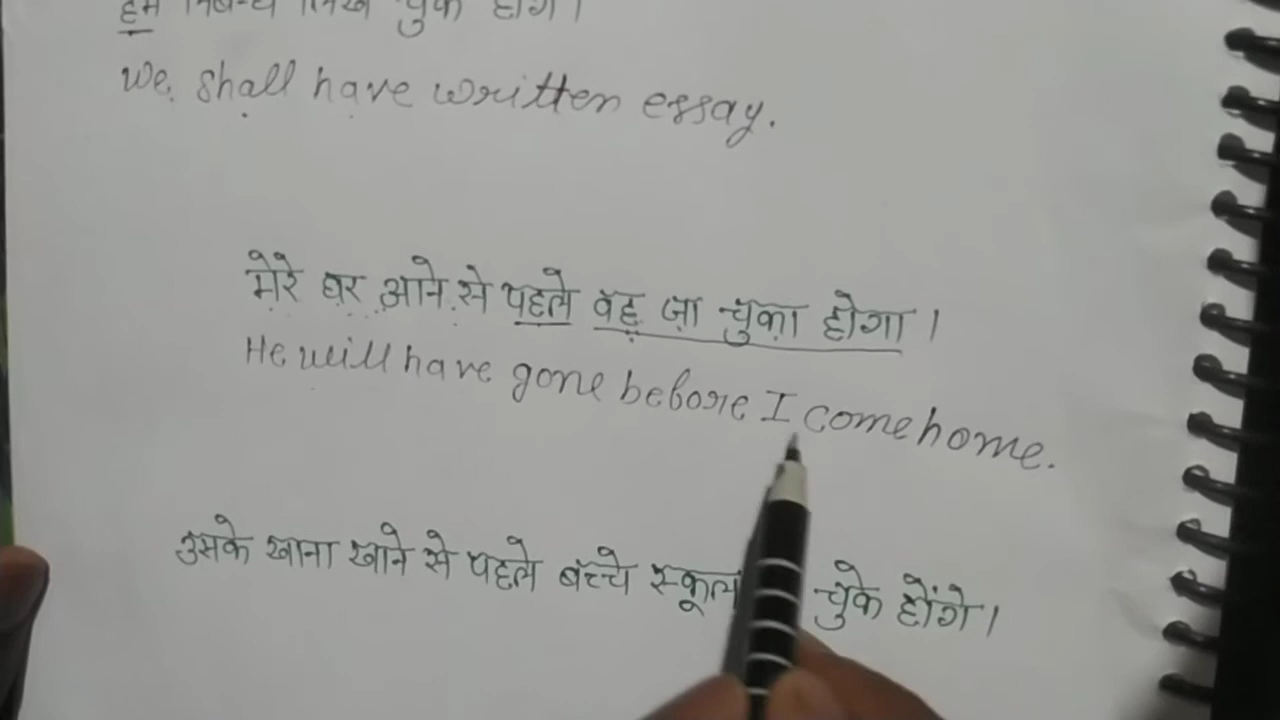 हम निबन्ध लिख चुके होंगे।
We shall have written essay.
मेरे घर आने से पहले वह जा चुका होगा।
He will have gone before I come home.
उसके खाना खाने से पहले बच्चे स्कूल चुके होंगे।